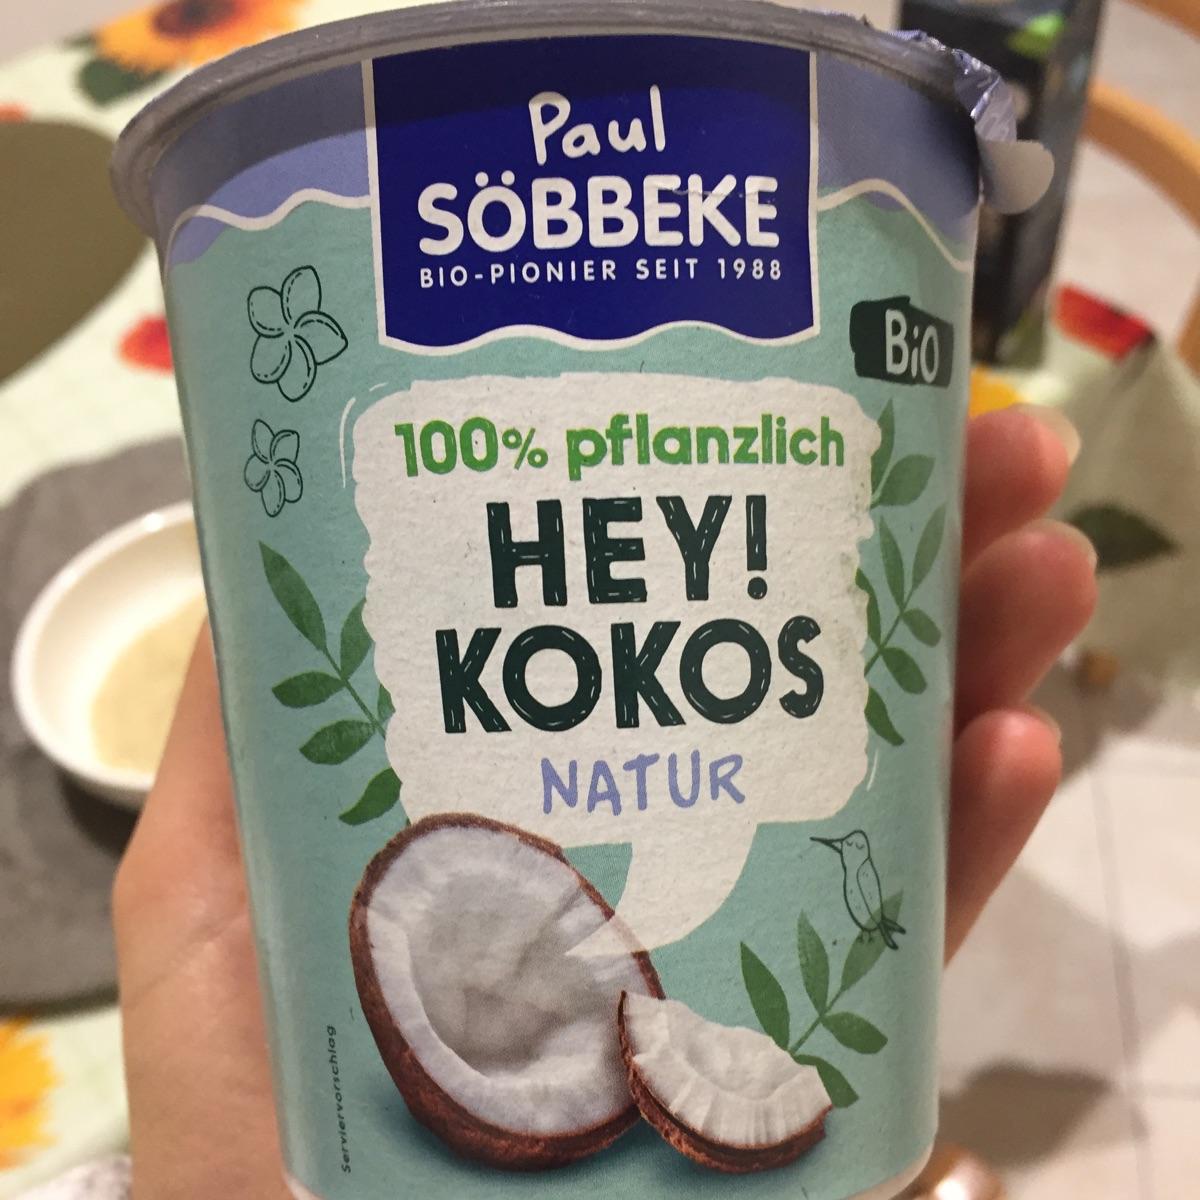 Paul
SÖBBEKE
BIO-PIONIER SEIT 1988
BiO
100% pflanzlich
HEY!
KOKOS
NATUR
Serviervorschlag